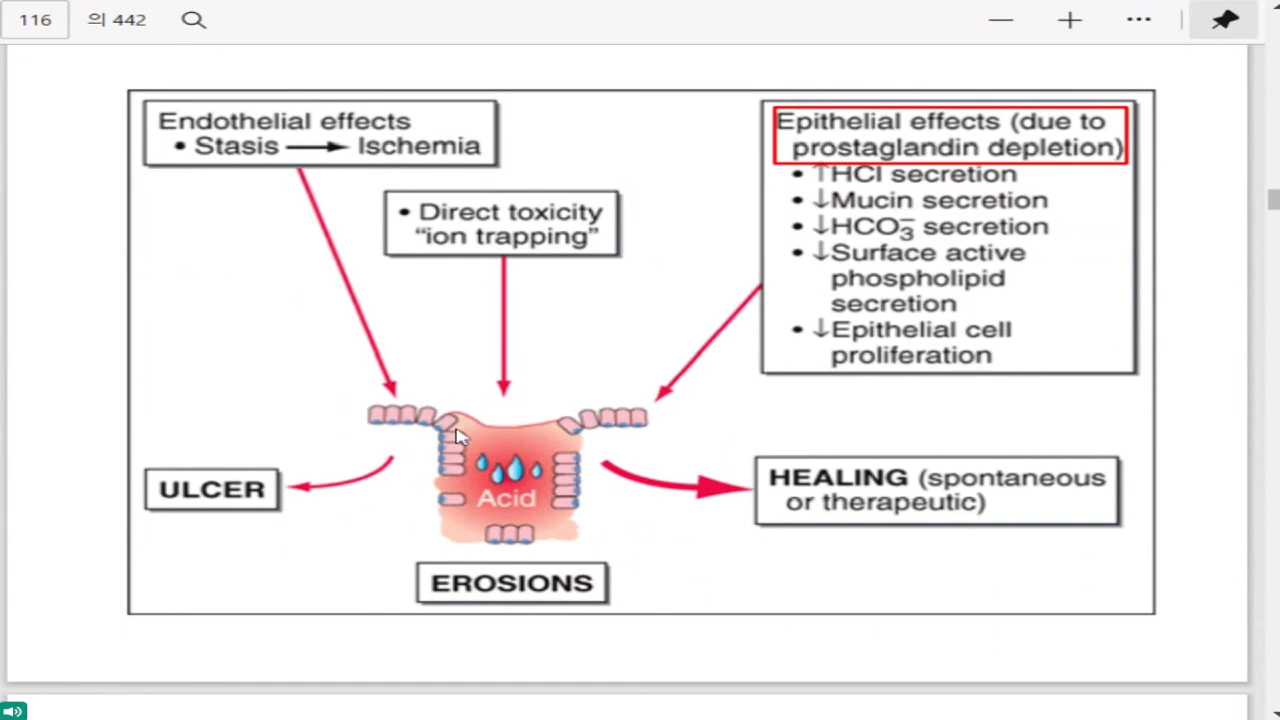 116 의 442
Endothelial effects
• Stasis → Ischemia
• Direct toxicity
“ion trapping”
Epithelial effects (due to
prostaglandin depletion)
• ↑HCl secretion
• ↓Mucin secretion
• ↓HCO₃⁻ secretion
• ↓Surface active
phospholipid
secretion
• ↓Epithelial cell
proliferation
Acid
ULCER
HEALING (spontaneous
or therapeutic)
EROSIONS